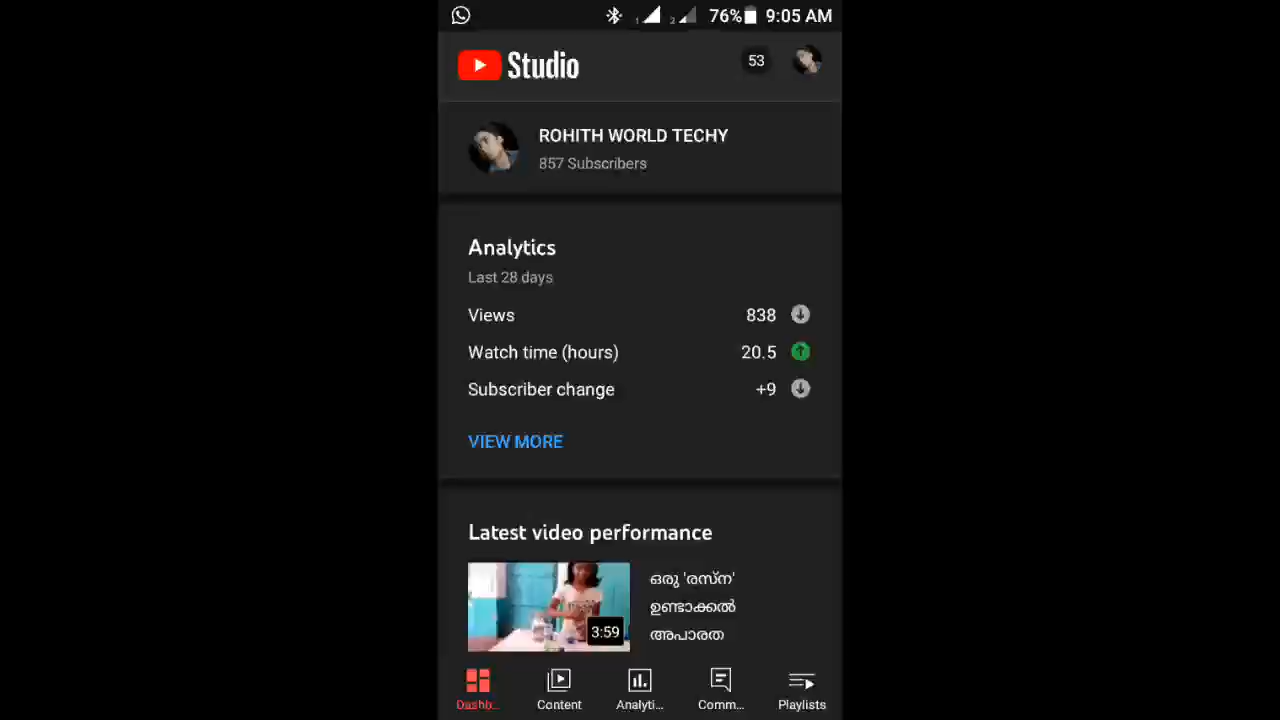 1 2 76% 9:05 AM
Studio 53
ROHITH WORLD TECHY
857 Subscribers
Analytics
Last 28 days
Views 838
Watch time (hours) 20.5
Subscriber change +9
VIEW MORE
Latest video performance
ഒരു 'രസ്ന'
ഉണ്ടാക്കൽ
അപാരത
3:59
Dashb... Content Analyti... Comm... Playlists